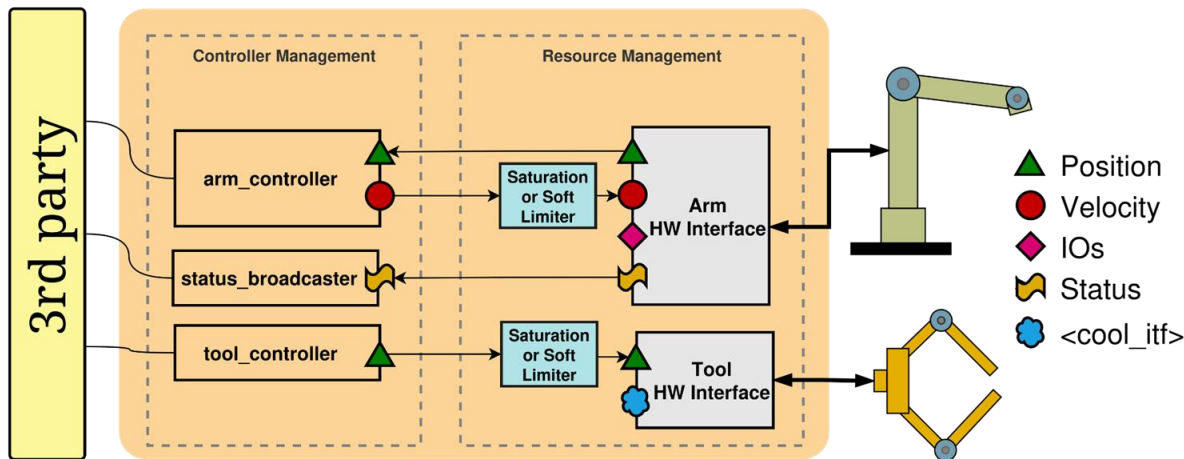 3rd party
Controller Management
Resource Management
arm_controller
Saturation
or Soft
Limiter
Arm
HW Interface
status_broadcaster
tool_controller
Saturation
or Soft
Limiter
Tool
HW Interface
Position
Velocity
IOs
Status
<cool_itf>